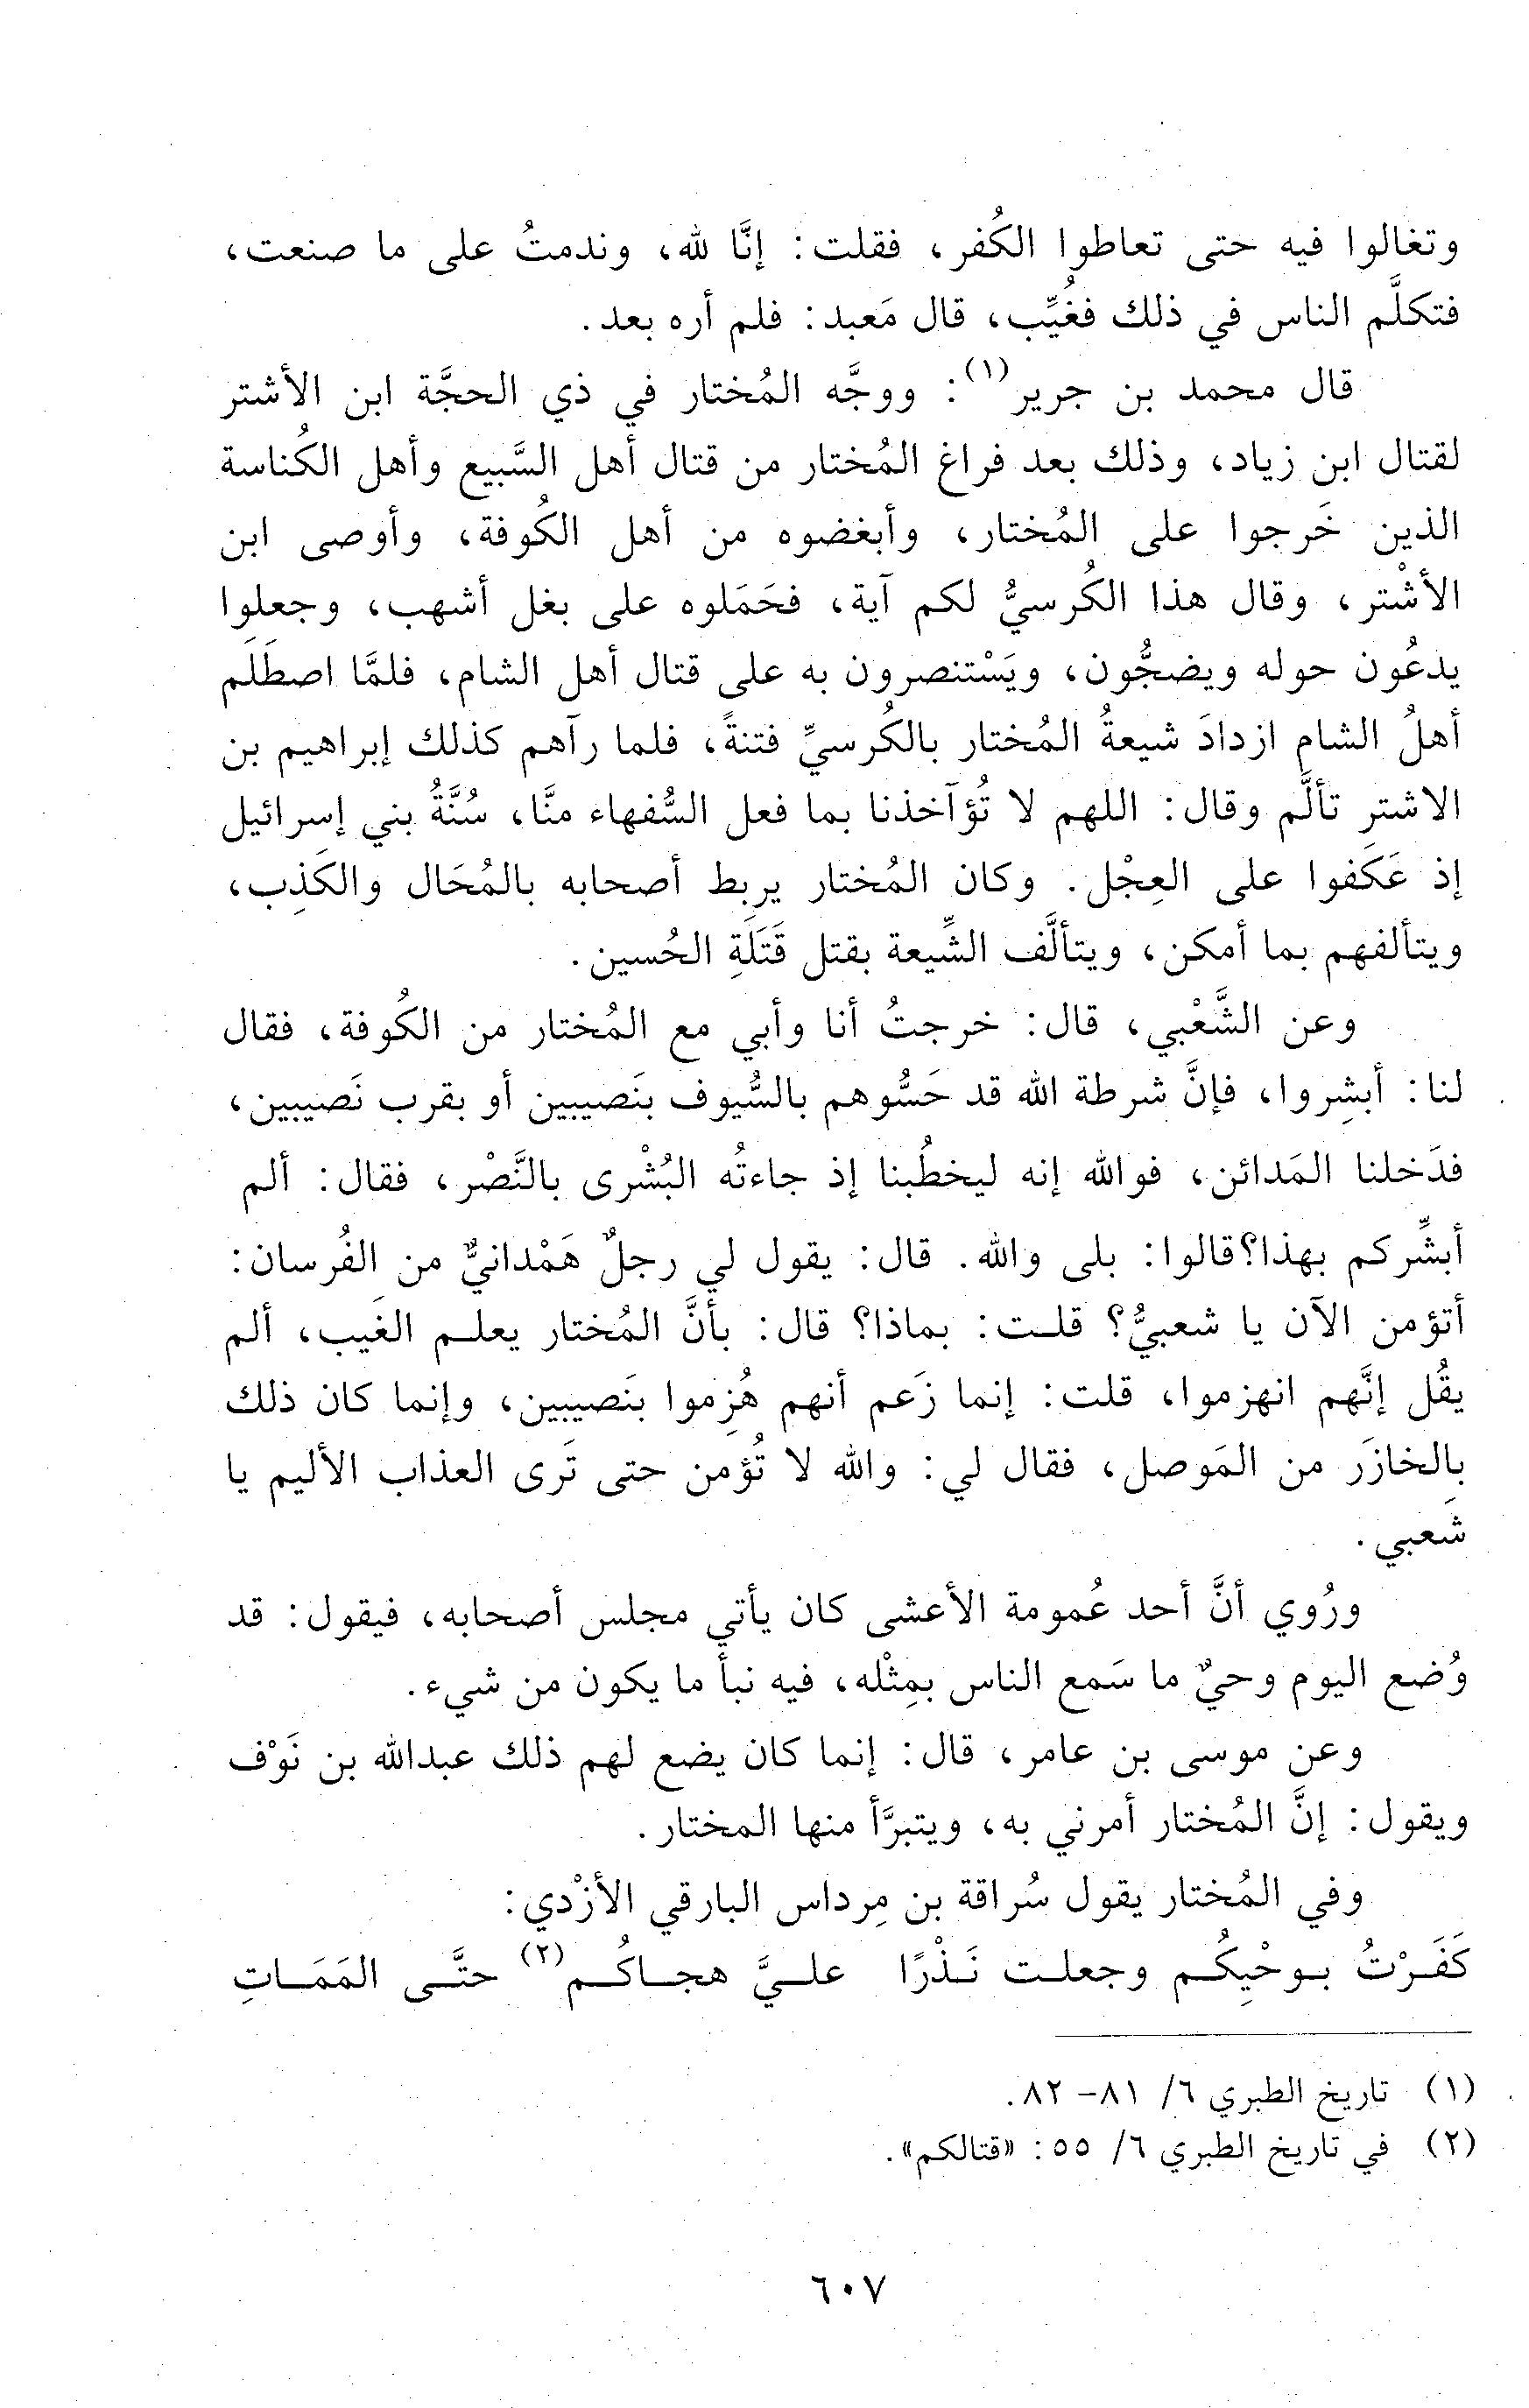 وتغالوا فيه حتى تعاطوا الكُفر، فقلت: إنَّا لله، وندمتُ على ما صنعت،
فتكلَّم الناس في ذلك فغُيِّب، قال مَعبد: فلم أره بعد.
قال محمد بن جرير(١): ووجَّه المُختار في ذي الحجَّة ابن الأشتر
لقتال ابن زياد، وذلك بعد فراغ المُختار من قتال أهل السَّبيع وأهل الكُناسة
الذين خَرجوا على المُختار، وأبغضوه من أهل الكُوفة، وأوصى ابن
الأشْتر، وقال هذا الكُرسيُّ لكم آية، فحَمَلوه على بغل أشهب، وجعلوا
يدعُون حوله ويضجُّون، ويَسْتنصرون به على قتال أهل الشام، فلمَّا اصطَلَم
أهلُ الشام ازدادَ شيعةُ المُختار بالكُرسيِّ فتنةً، فلما رآهم كذلك إبراهيم بن
الاشتر تألَّم وقال: اللهم لا تُؤآخذنا بما فعل السُّفهاء منَّا، سُنَّةُ بني إسرائيل
إذ عَكَفوا على العِجْل. وكان المُختار يربِط أصحابه بالمُحَال والكَذِب،
ويتألفهم بما أمكن، ويتألَّف الشِّيعة بقتل قَتَلَةِ الحُسين.
وعن الشَّعْبي، قال: خرجتُ أنا وأبي مع المُختار من الكُوفة، فقال
لنا: أبشِروا، فإنَّ شرطة الله قد حَسُّوهم بالسُّيوف بنَصيبين أو بقرب نَصيبين،
فدَخلنا المَدائن، فوالله إنه ليخطُبنا إذ جاءتُه البُشْرى بالنَّصْر، فقال: ألم
أبشِّركم بهذا؟قالوا: بلى والله. قال: يقول لي رجلٌ هَمْدانيٌّ من الفُرسان:
أتؤمن الآن يا شعبيُّ؟ قلت: بماذا؟ قال: بأنَّ المُختار يعلم الغَيب، ألم
يقُل إنَّهم انهزموا، قلت: إنما زَعم أنهم هُزِموا بنَصيبين، وإنما كان ذلك
بالخازَر من المَوصل، فقال لي: والله لا تُؤمن حتى تَرى العذاب الأليم يا
شَعبي.
ورُوي أنَّ أحد عُمومة الأعشى كان يأتي مجلس أصحابه، فيقول: قد
وُضع اليوم وحيٌ ما سَمع الناس بمِثْله، فيه نبأ ما يكون من شيء.
وعن موسى بن عامر، قال: إنما كان يضع لهم ذلك عبدالله بن نَوْف
ويقول: إنَّ المُختار أمرني به، ويتبرَّأ منها المختار.
وفي المُختار يقول سُراقة بن مِرداس البارقي الأزْدي:
كَفَرْتُ بوحْيِكُم وجعلت نَذْرًا عليَّ هجاكُم(٢) حتَّى المَمَاتِ
(١) تاريخ الطبري ٦/ ٨١- ٨٢.
(٢) في تاريخ الطبري ٦/ ٥٥: «قتالكم».
٦٠٧